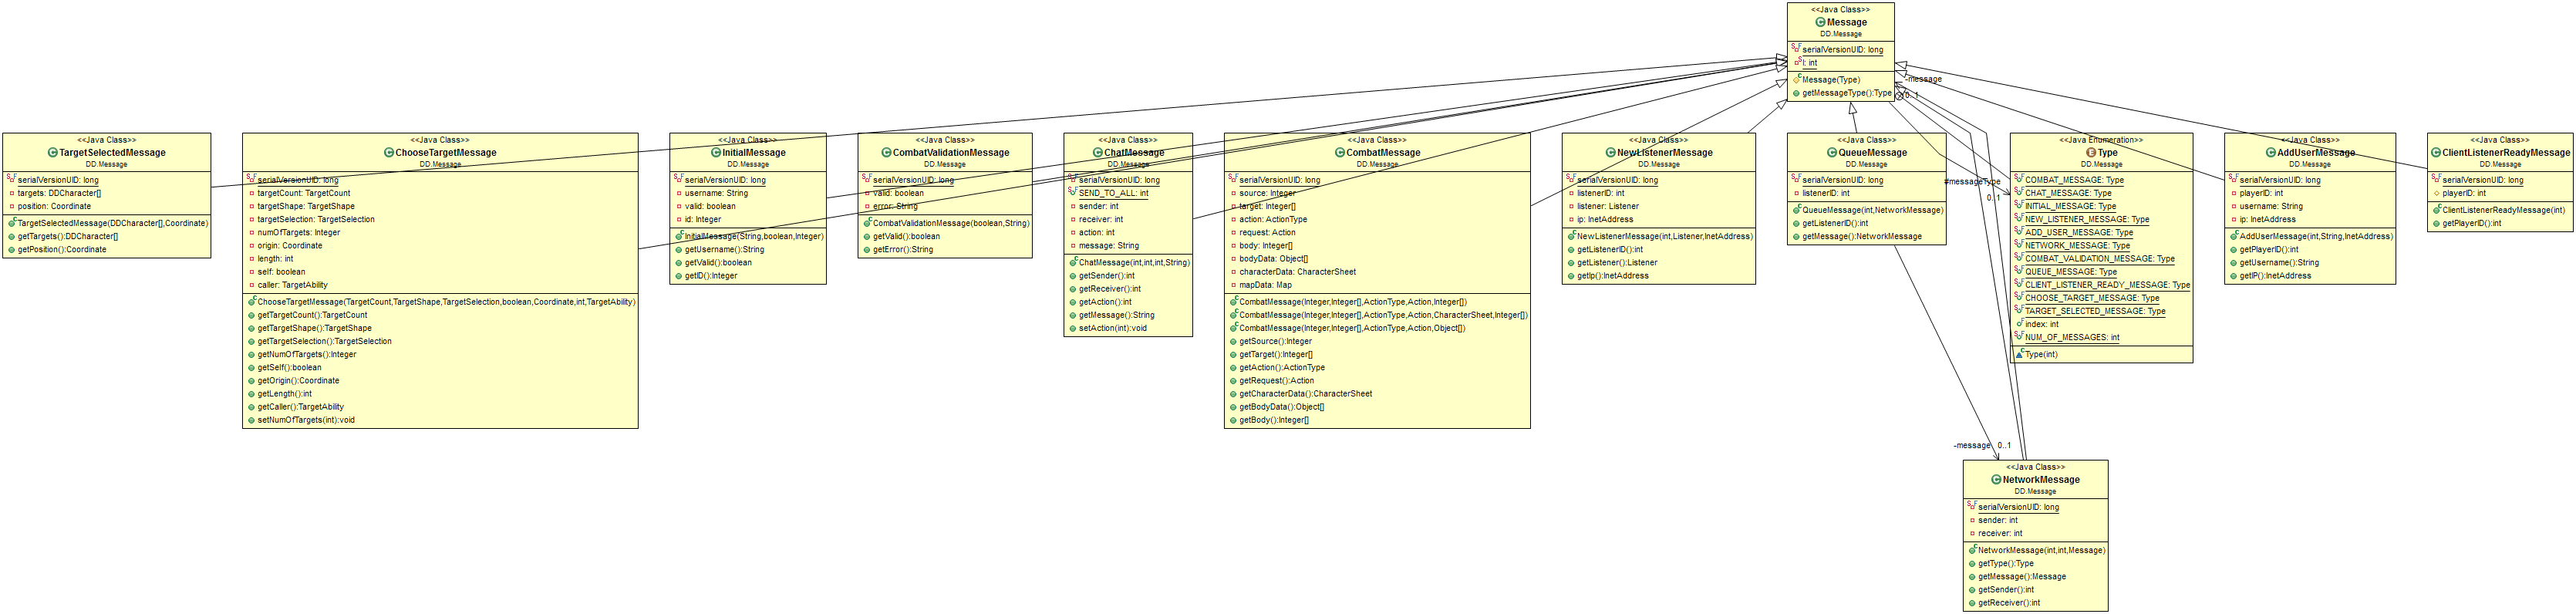 <<Java Class>>
Message
DD.Message
serialVersionUID: long
l: int
Message(Type)
getMessageType():Type
-message
0..1
<<Java Class>>
TargetSelectedMessage
DD.Message
serialVersionUID: long
targets: DDCharacter[]
position: Coordinate
TargetSelectedMessage(DDCharacter[],Coordinate)
getTargets():DDCharacter[]
getPosition():Coordinate
<<Java Class>>
ChooseTargetMessage
DD.Message
serialVersionUID: long
targetCount: TargetCount
targetShape: TargetShape
targetSelection: TargetSelection
numOfTargets: Integer
origin: Coordinate
length: int
self: boolean
caller: TargetAbility
ChooseTargetMessage(TargetCount,TargetShape,TargetSelection,boolean,Coordinate,int,TargetAbility)
getTargetCount():TargetCount
getTargetShape():TargetShape
getTargetSelection():TargetSelection
getNumOfTargets():Integer
getSelf():boolean
getOrigin():Coordinate
getLength():int
getCaller():TargetAbility
setNumOfTargets(int):void
<<Java Class>>
InitialMessage
DD.Message
serialVersionUID: long
username: String
valid: boolean
id: Integer
InitialMessage(String,boolean,Integer)
getUsername():String
getValid():boolean
getID():Integer
<<Java Class>>
CombatValidationMessage
DD.Message
serialVersionUID: long
valid: boolean
error: String
CombatValidationMessage(boolean,String)
getValid():boolean
getError():String
<<Java Class>>
ChatMessage
DD.Message
serialVersionUID: long
SEND_TO_ALL: int
sender: int
receiver: int
action: int
message: String
ChatMessage(int,int,int,String)
getSender():int
getReceiver():int
getAction():int
getMessage():String
setAction(int):void
<<Java Class>>
CombatMessage
DD.Message
serialVersionUID: long
source: Integer
target: Integer[]
action: ActionType
request: Action
body: Integer[]
bodyData: Object[]
characterData: CharacterSheet
mapData: Map
CombatMessage(Integer,Integer[],ActionType,Action,Integer[])
CombatMessage(Integer,Integer[],ActionType,Action,CharacterSheet,Integer[])
CombatMessage(Integer,Integer[],ActionType,Action,Object[])
getSource():Integer
getTarget():Integer[]
getAction():ActionType
getRequest():Action
getCharacterData():CharacterSheet
getBodyData():Object[]
getBody():Integer[]
<<Java Class>>
NewListenerMessage
DD.Message
serialVersionUID: long
listenerID: int
listener: Listener
ip: InetAddress
NewListenerMessage(int,Listener,InetAddress)
getListenerID():int
getListener():Listener
getIp():InetAddress
<<Java Class>>
QueueMessage
DD.Message
serialVersionUID: long
listenerID: int
QueueMessage(int,NetworkMessage)
getListenerID():int
getMessage():NetworkMessage
#messageType
0..1
<<Java Enumeration>>
Type
DD.Message
COMBAT_MESSAGE: Type
CHAT_MESSAGE: Type
INITIAL_MESSAGE: Type
NEW_LISTENER_MESSAGE: Type
ADD_USER_MESSAGE: Type
NETWORK_MESSAGE: Type
COMBAT_VALIDATION_MESSAGE: Type
QUEUE_MESSAGE: Type
CLIENT_LISTENER_READY_MESSAGE: Type
CHOOSE_TARGET_MESSAGE: Type
TARGET_SELECTED_MESSAGE: Type
index: int
NUM_OF_MESSAGES: int
Type(int)
<<Java Class>>
AddUserMessage
DD.Message
serialVersionUID: long
playerID: int
username: String
ip: InetAddress
AddUserMessage(int,String,InetAddress)
getPlayerID():int
getUsername():String
getIP():InetAddress
<<Java Class>>
ClientListenerReadyMessage
DD.Message
serialVersionUID: long
playerID: int
ClientListenerReadyMessage(int)
getPlayerID():int
-message 0..1
<<Java Class>>
NetworkMessage
DD.Message
serialVersionUID: long
sender: int
receiver: int
NetworkMessage(int,int,Message)
getType():Type
getMessage():Message
getSender():int
getReceiver():int